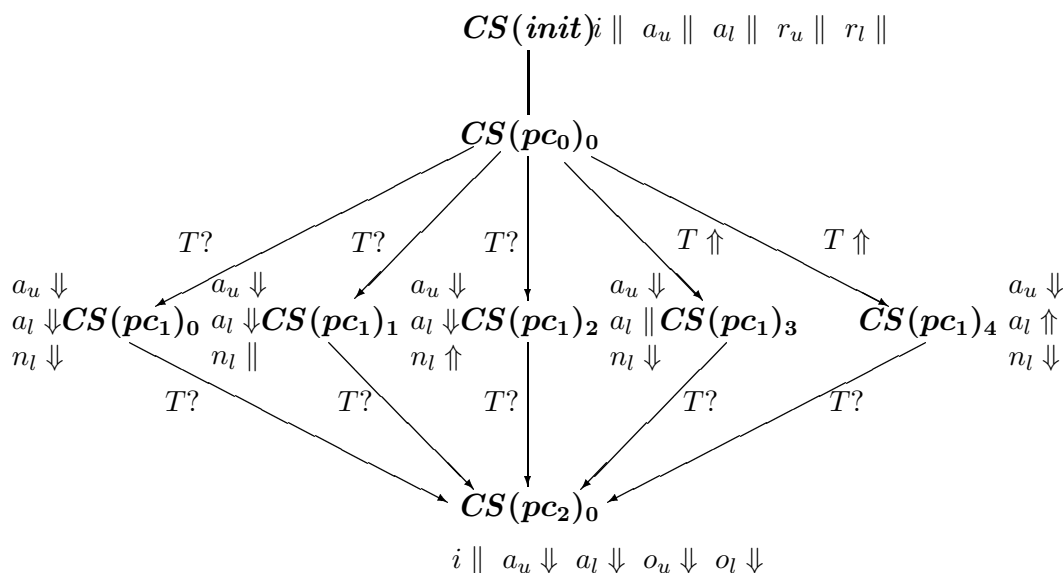 CS(init) i ∥ a_u ∥ a_l ∥ r_u ∥ r_l ∥
CS(pc_0)_0
T? T? T? T ⇑ T ⇑
a_u ⇓ a_u ⇓ a_u ⇓ a_u ⇓ a_u ⇓
a_l ⇓ CS(pc_1)_0 a_l ⇓ CS(pc_1)_1 a_l ⇓ CS(pc_1)_2 a_l ∥ CS(pc_1)_3 CS(pc_1)_4 a_l ⇑
n_l ⇓ n_l ∥ n_l ⇑ n_l ⇓ n_l ⇓
T? T? T? T? T?
CS(pc_2)_0
i ∥ a_u ⇓ a_l ⇓ o_u ⇓ o_l ⇓